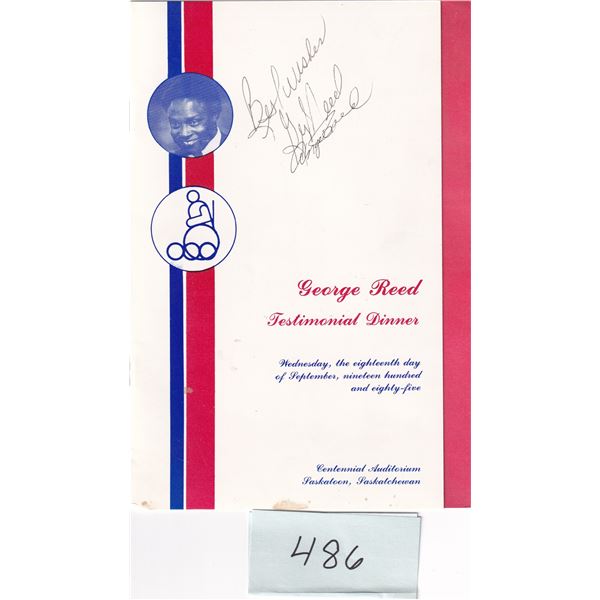 Best Wishes
George Reed
Testimonial Dinner
Wednesday, the eighteenth day
of September, nineteen hundred
and eighty-five
Centennial Auditorium
Saskatoon, Saskatchewan
486